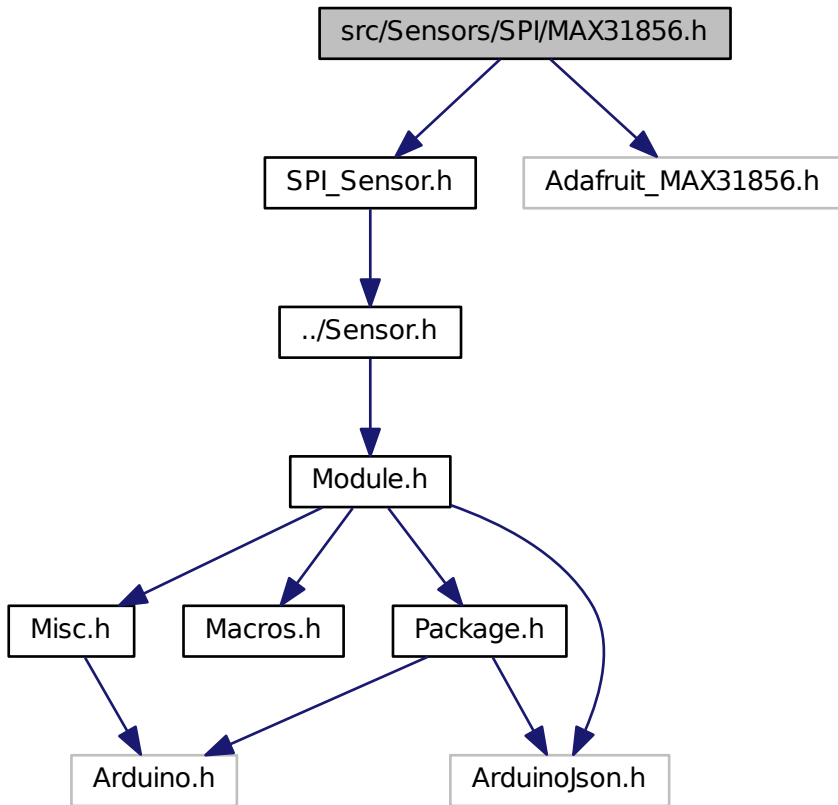 src/Sensors/SPI/MAX31856.h
SPI_Sensor.h
Adafruit_MAX31856.h
../Sensor.h
Module.h
Misc.h
Macros.h
Package.h
Arduino.h
ArduinoJson.h